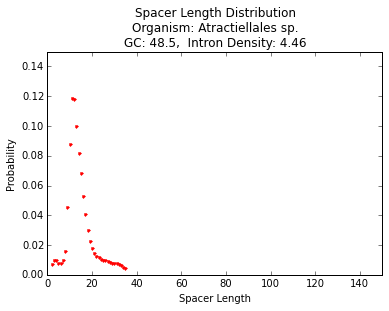 Spacer Length Distribution
Organism: Atractiellales sp.
GC: 48.5,  Intron Density: 4.46
0.14
0.12
0.10
0.08
0.06
0.04
0.02
0.00
Probability
0 20 40 60 80 100 120 140
Spacer Length